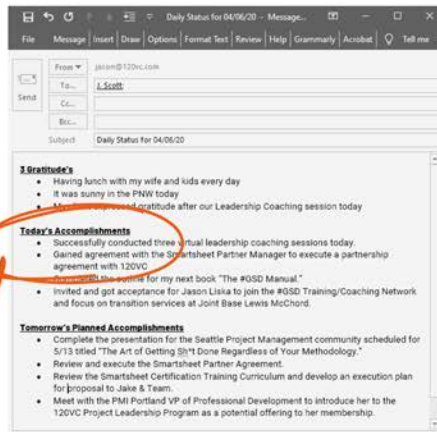 Daily Status for 04/06/20 - Message...
File Message Insert Draw Options Format Text Review Help Grammarly Acrobat Tell me
From jason@120vc.com
Send
To... J. Scott
Cc...
Bcc...
Subject Daily Status for 04/06/20
3 Gratitude's
Having lunch with my wife and kids every day
It was sunny in the PNW today
gratitude after our Leadership Coaching session today
Today's Accomplishments
Successfully conducted three virtual leadership coaching sessions today.
Gained agreement with the Smartsheet Partner Manager to execute a partnership
agreement with 120VC
the outline for my next book "The #GSD Manual."
Invited and got acceptance for Jason Liska to join the #GSD Training/Coaching Network
and focus on transition services at Joint Base Lewis McChord.
Tomorrow's Planned Accomplishments
Complete the presentation for the Seattle Project Management community scheduled for
5/13 titled "The Art of Getting Sh*t Done Regardless of Your Methodology."
Review and execute the Smartsheet Partner Agreement.
Review the Smartsheet Certification Training Curriculum and develop an execution plan
for proposal to Jake & Team.
Meet with the PMI Portland VP of Professional Development to introduce her to the
120VC Project Leadership Program as a potential offering to her membership.